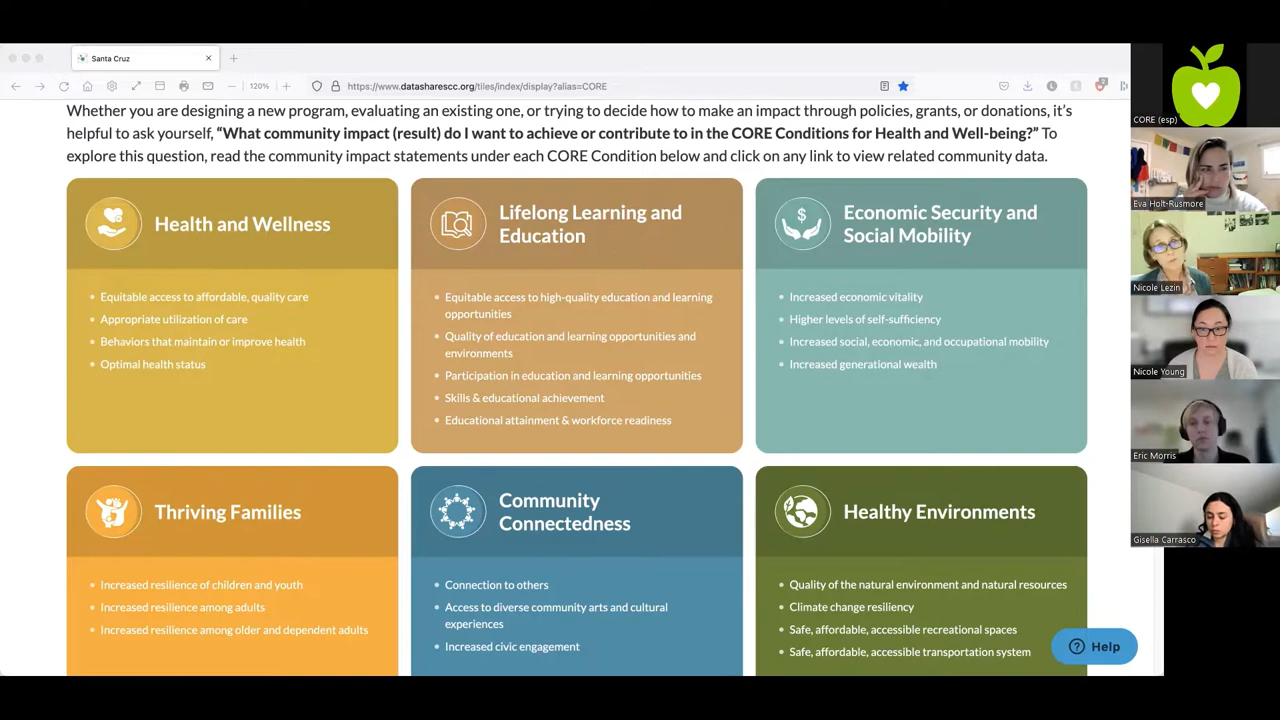 Santa Cruz
120%
https://www.datasharescc.org/tiles/index/display?alias=CORE
2
Whether you are designing a new program, evaluating an existing one, or trying to decide how to make an impact through policies, grants, or donations, it's
helpful to ask yourself, “What community impact (result) do I want to achieve or contribute to in the CORE Conditions for Health and Well-being?” To
explore this question, read the community impact statements under each CORE Condition below and click on any link to view related community data.
Health and Wellness
Equitable access to affordable, quality care
Appropriate utilization of care
Behaviors that maintain or improve health
Optimal health status
Lifelong Learning and
Education
Equitable access to high-quality education and learning
opportunities
Quality of education and learning opportunities and
environments
Participation in education and learning opportunities
Skills & educational achievement
Educational attainment & workforce readiness
$
Economic Security and
Social Mobility
Increased economic vitality
Higher levels of self-sufficiency
Increased social, economic, and occupational mobility
Increased generational wealth
Thriving Families
Increased resilience of children and youth
Increased resilience among adults
Increased resilience among older and dependent adults
Community
Connectedness
Connection to others
Access to diverse community arts and cultural
experiences
Increased civic engagement
Healthy Environments
Quality of the natural environment and natural resources
Climate change resiliency
Safe, affordable, accessible recreational spaces
Safe, affordable, accessible transportation system
Help
CORE (esp)
Eva Holt-Rusmore
Nicole Lezin
Nicole Young
Eric Morris
Gisella Carrasco